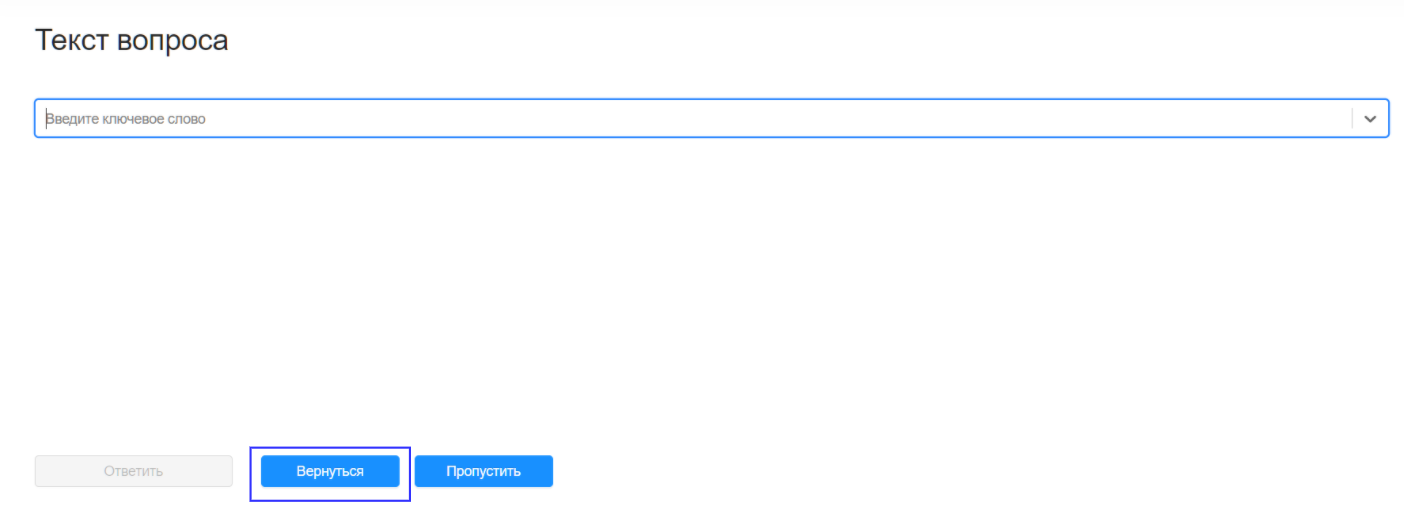 Текст вопроса
Введите ключевое слово
Ответить Вернуться Пропустить